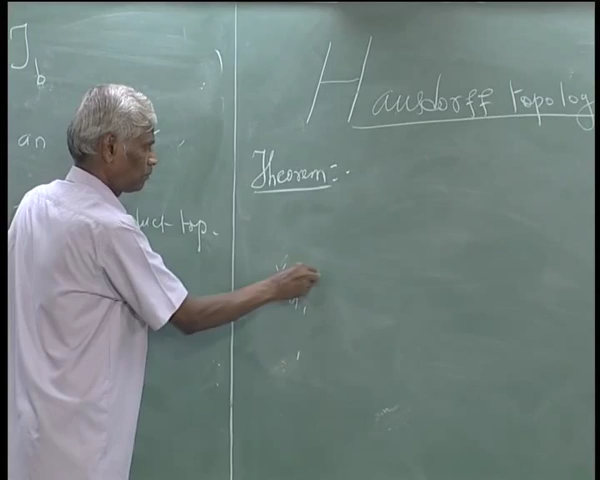 J
b
an
uct top.
Hausdorff topolog
Theorem:-